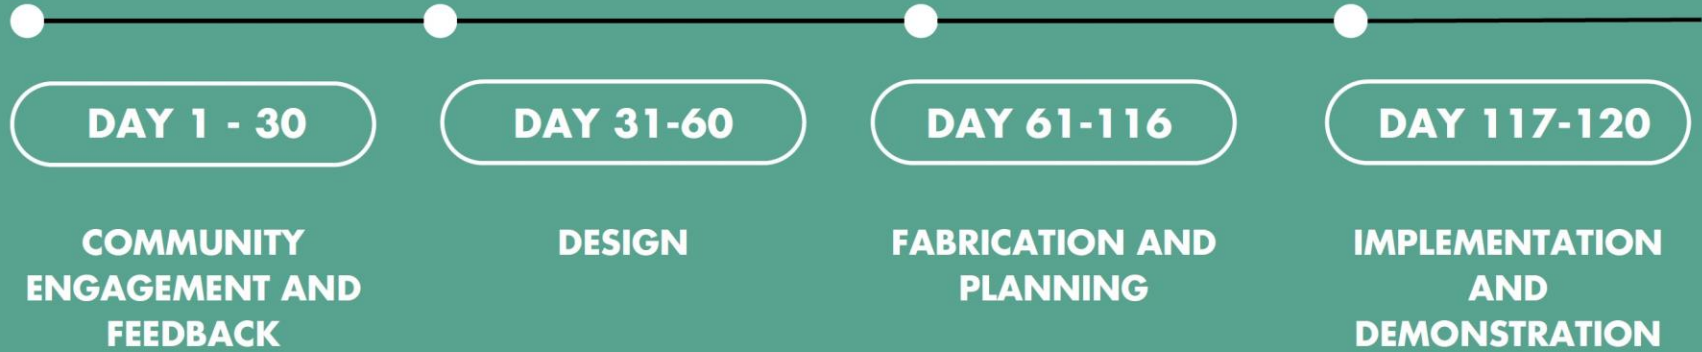 DAY 1 - 30
COMMUNITY
ENGAGEMENT AND
FEEDBACK
DAY 31-60
DESIGN
DAY 61-116
FABRICATION AND
PLANNING
DAY 117-120
IMPLEMENTATION
AND
DEMONSTRATION